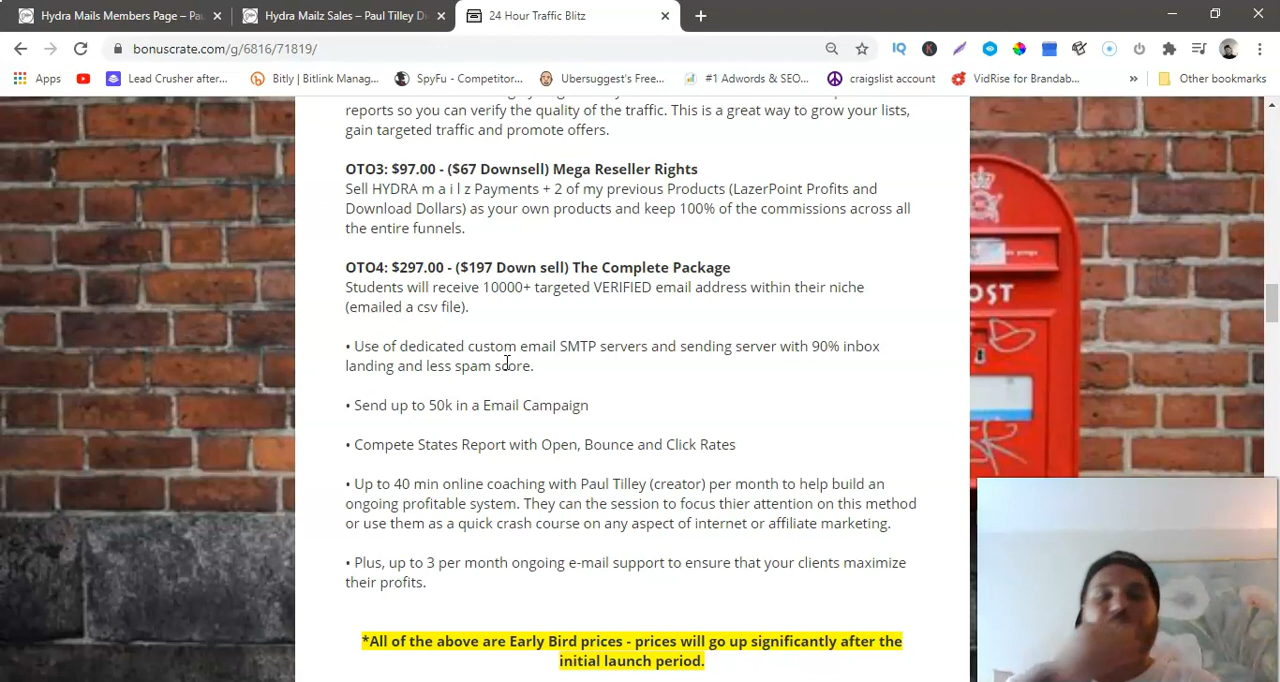 Hydra Mails Members Page – Pau
Hydra Mailz Sales – Paul Tilley Di
24 Hour Traffic Blitz
bonuscrate.com/g/6816/71819/
Apps
Lead Crusher after...
Bitly | Bitlink Manag...
SpyFu - Competitor...
Ubersuggest's Free...
#1 Adwords & SEO...
craigslist account
VidRise for Brandab...
Other bookmarks
reports so you can verify the quality of the traffic. This is a great way to grow your lists,
gain targeted traffic and promote offers.
OTO3: $97.00 - ($67 Downsell) Mega Reseller Rights
Sell HYDRA m a i l z Payments + 2 of my previous Products (LazerPoint Profits and
Download Dollars) as your own products and keep 100% of the commissions across all
the entire funnels.
OTO4: $297.00 - ($197 Down sell) The Complete Package
Students will receive 10000+ targeted VERIFIED email address within their niche
(emailed a csv file).
• Use of dedicated custom email SMTP servers and sending server with 90% inbox
landing and less spam score.
• Send up to 50k in a Email Campaign
• Compete States Report with Open, Bounce and Click Rates
• Up to 40 min online coaching with Paul Tilley (creator) per month to help build an
ongoing profitable system. They can the session to focus thier attention on this method
or use them as a quick crash course on any aspect of internet or affiliate marketing.
• Plus, up to 3 per month ongoing e-mail support to ensure that your clients maximize
their profits.
*All of the above are Early Bird prices - prices will go up significantly after the
initial launch period.
OST